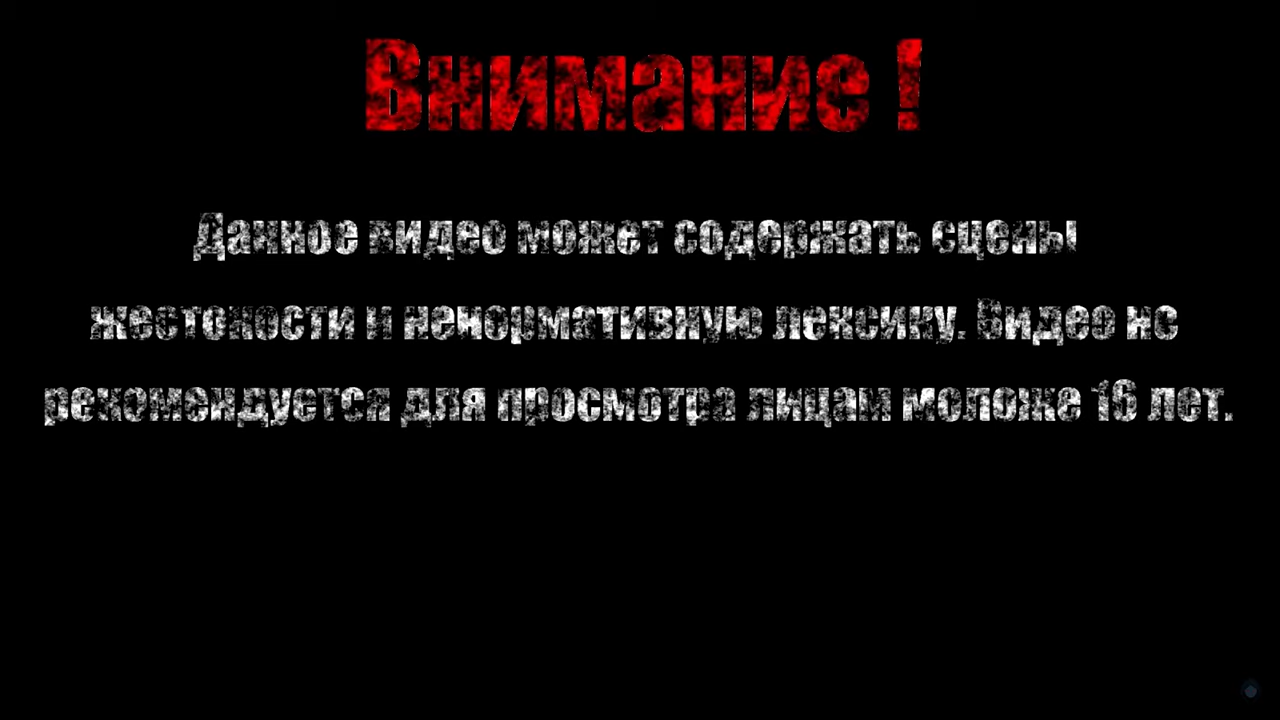 Внимание !
Данное видео может содержать сцены
жестокости и ненормативную лексику. Видео не
рекомендуется для просмотра лицам моложе 16 лет.